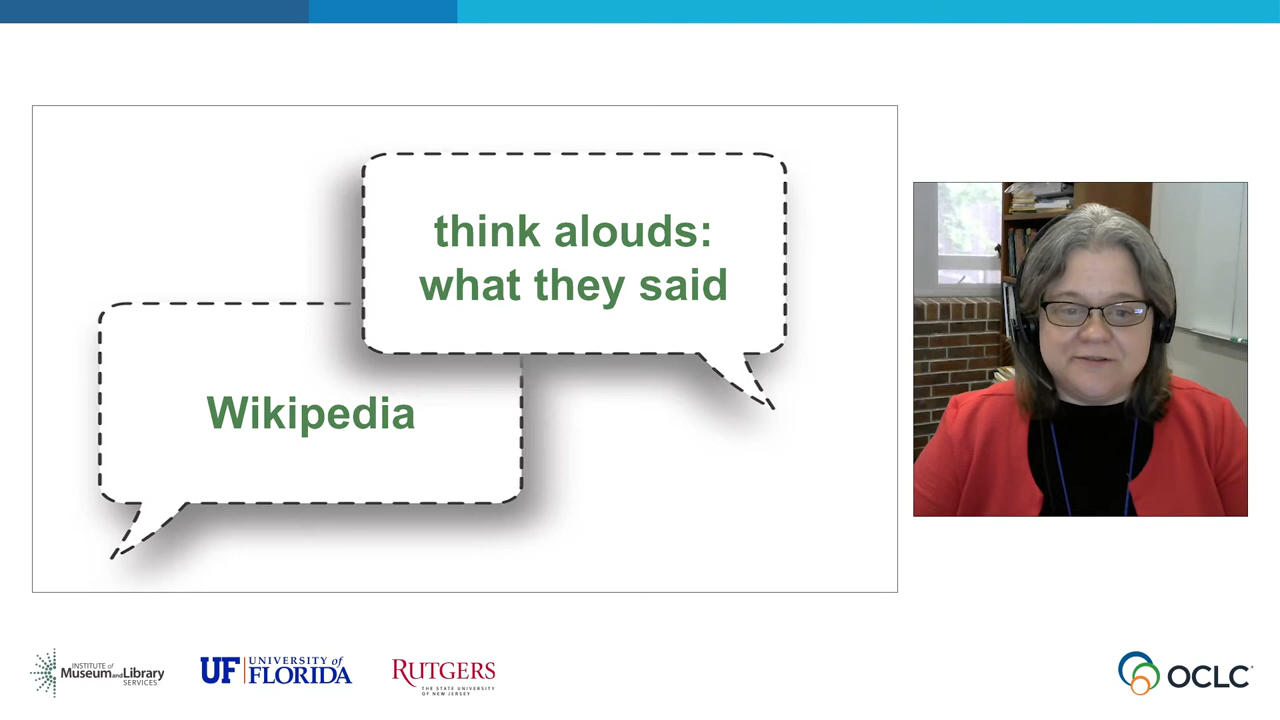 think alouds:
what they said
Wikipedia
INSTITUTE of
Museum and Library
SERVICES
UF UNIVERSITY of
FLORIDA
RUTGERS
THE STATE UNIVERSITY
OF NEW JERSEY
OCLC